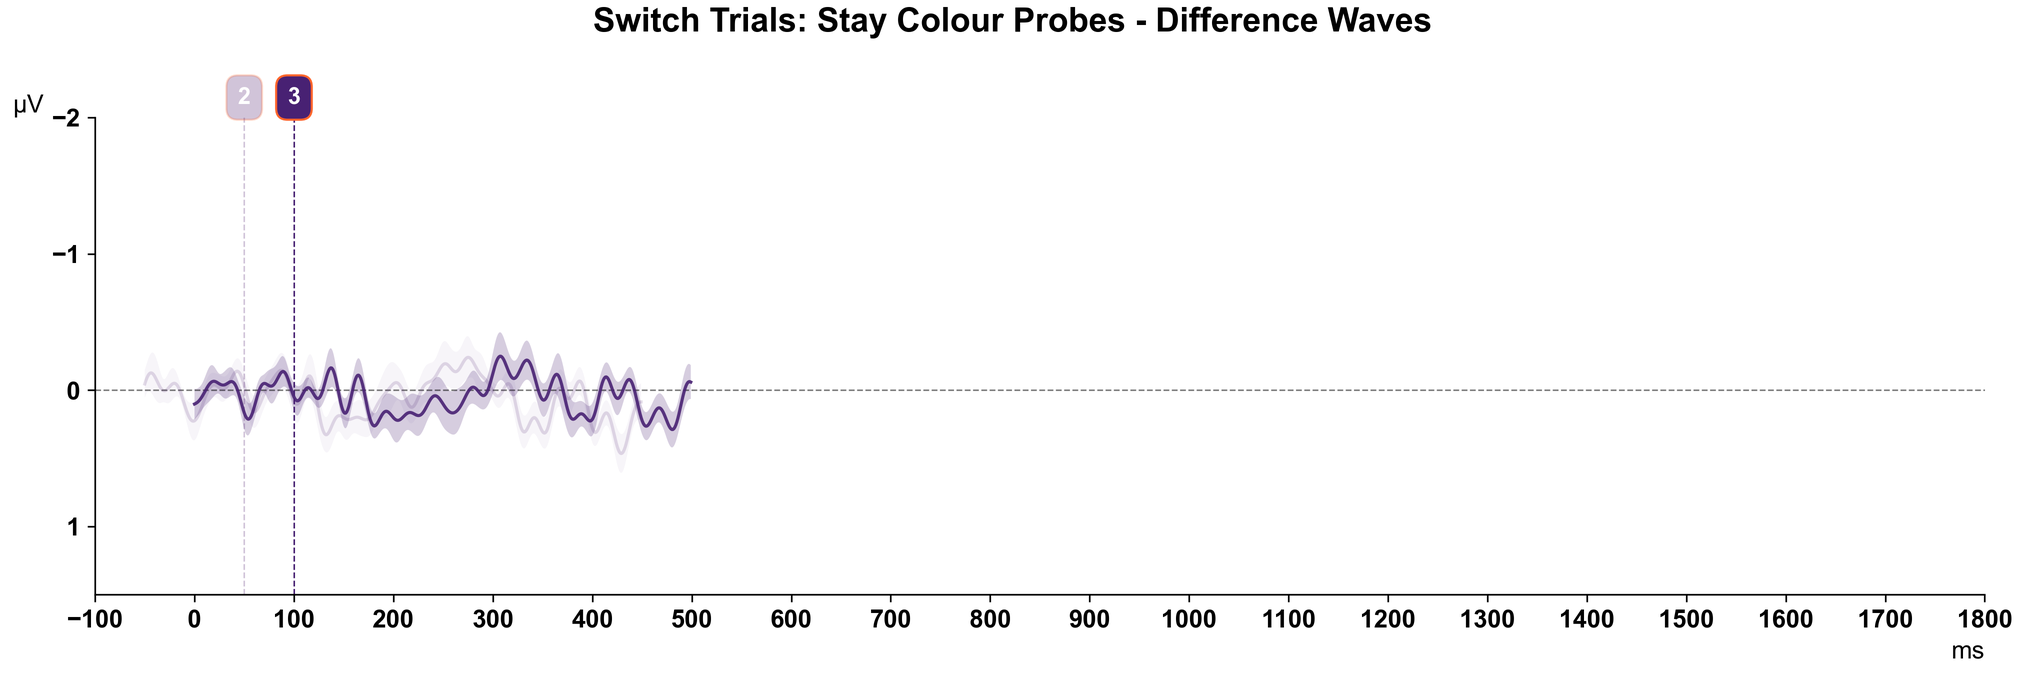 Switch Trials: Stay Colour Probes - Difference Waves
2 3
µV
−2
−1
0
1
−100 0 100 200 300 400 500 600 700 800 900 1000 1100 1200 1300 1400 1500 1600 1700 1800
ms